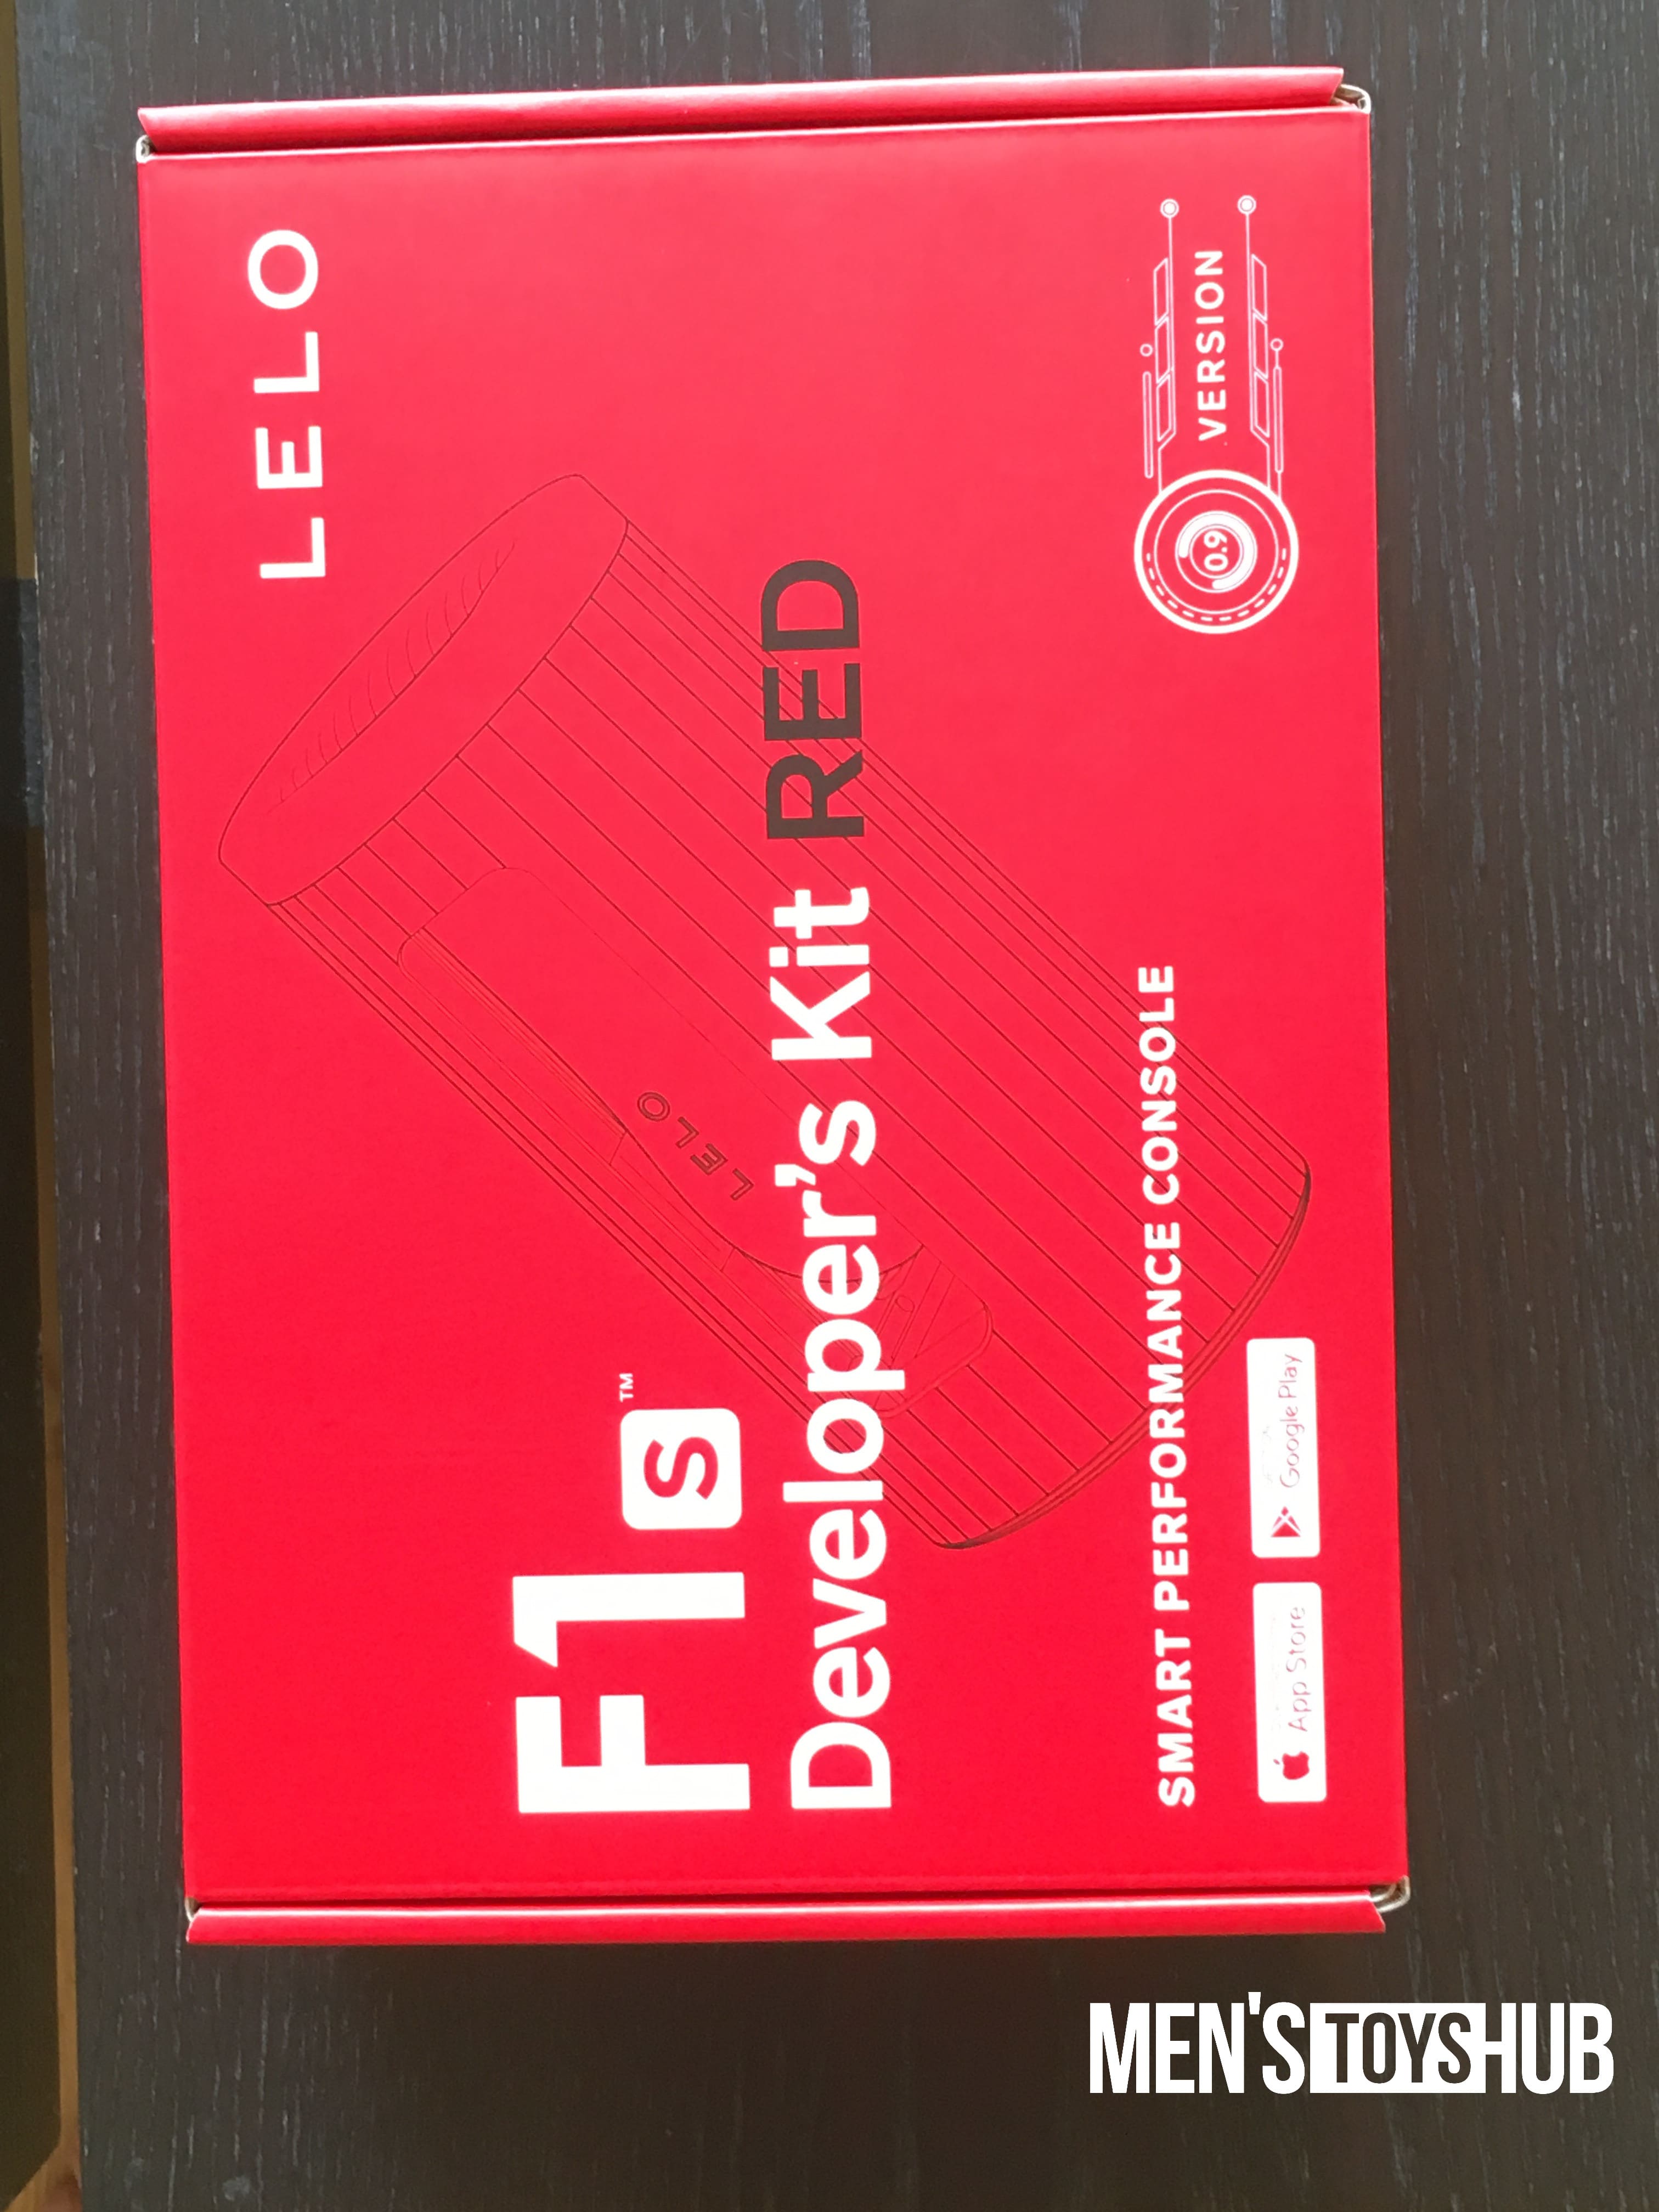 LELO
F1s™
Developer's Kit RED
LELO
SMART PERFORMANCE CONSOLE
App Store
Google Play
0.9
VERSION
MEN'S TOYS HUB